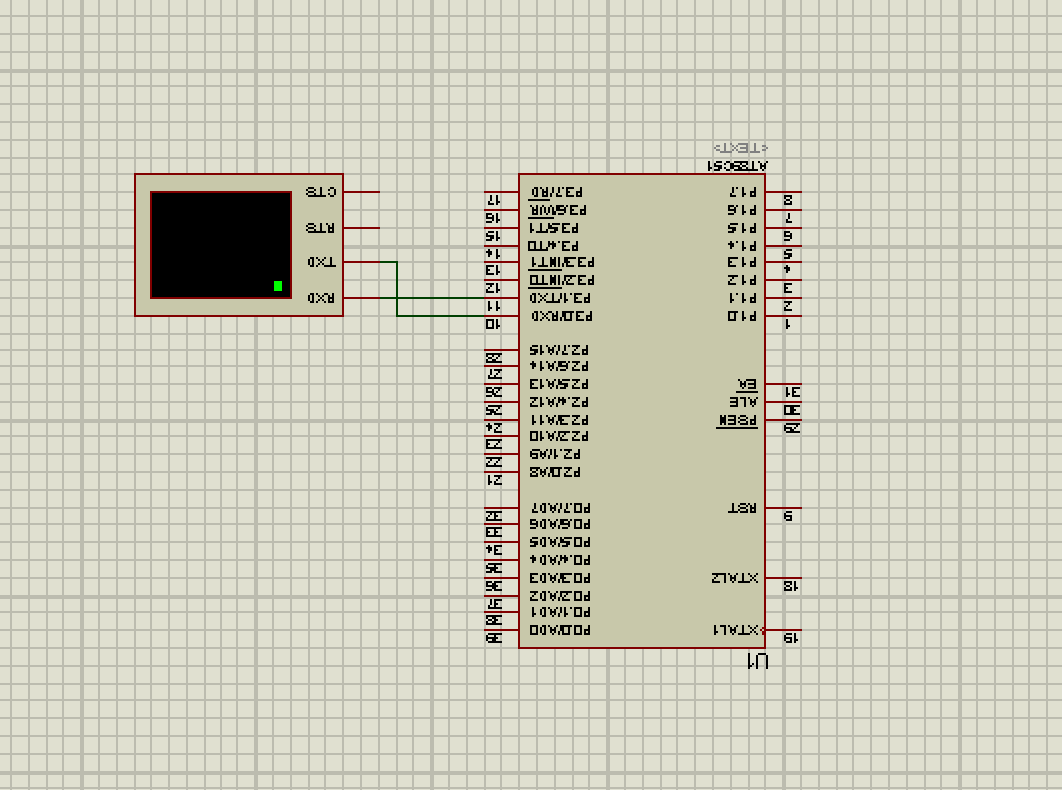 <TEXT>
AT89C51
CTS
RTS
TXD
RXD
17 P3.7/RD P1.7 8
16 P3.6/WR P1.6 7
15 P3.5/T1 P1.5 6
14 P3.4/T0 P1.4 5
13 P3.3/INT1 P1.3 4
12 P3.2/INT0 P1.2 3
11 P3.1/TXD P1.1 2
10 P3.0/RXD P1.0 1
28 P2.7/A15
27 P2.6/A14
26 P2.5/A13 EA 31
25 P2.4/A12 ALE 30
24 P2.3/A11 PSEN 29
23 P2.2/A10
22 P2.1/A9
21 P2.0/A8
32 P0.7/AD7 RST 9
33 P0.6/AD6
34 P0.5/AD5
35 P0.4/AD4
36 P0.3/AD3 XTAL2 18
37 P0.2/AD2
38 P0.1/AD1
39 P0.0/AD0 XTAL1 19
U1